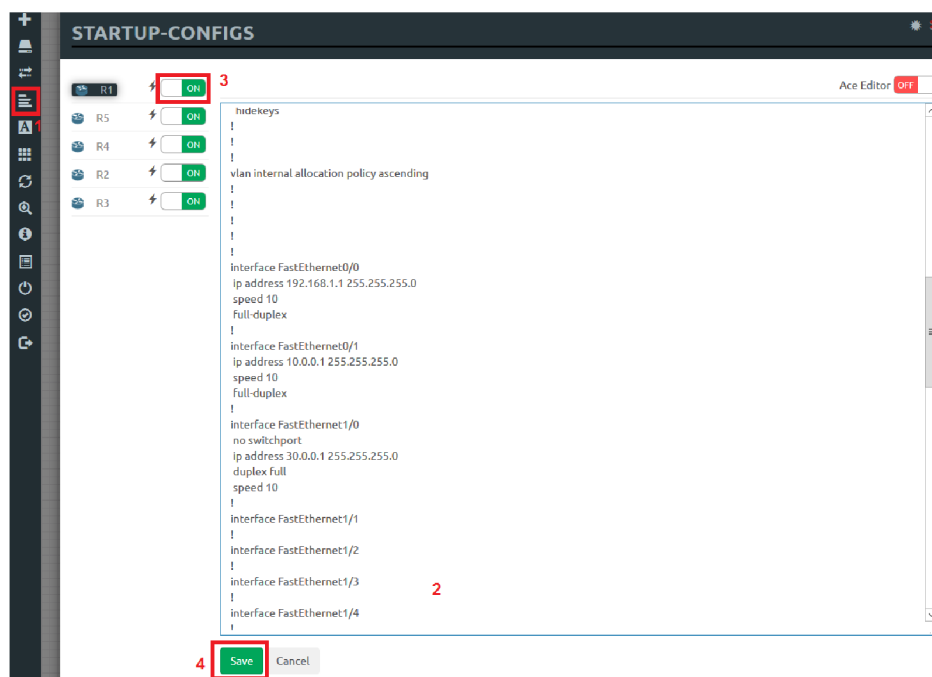 STARTUP-CONFIGS
R1
ON
3
Ace Editor OFF
1
R5
ON
R4
ON
R2
ON
R3
ON
hidekeys
!
!
!
vlan internal allocation policy ascending
!
!
!
!
!
interface FastEthernet0/0
ip address 192.168.1.1 255.255.255.0
speed 10
full-duplex
!
interface FastEthernet0/1
ip address 10.0.0.1 255.255.255.0
speed 10
full-duplex
!
interface FastEthernet1/0
no switchport
ip address 30.0.0.1 255.255.255.0
duplex full
speed 10
!
interface FastEthernet1/1
!
interface FastEthernet1/2
!
interface FastEthernet1/3
!
interface FastEthernet1/4
!
2
4
Save
Cancel